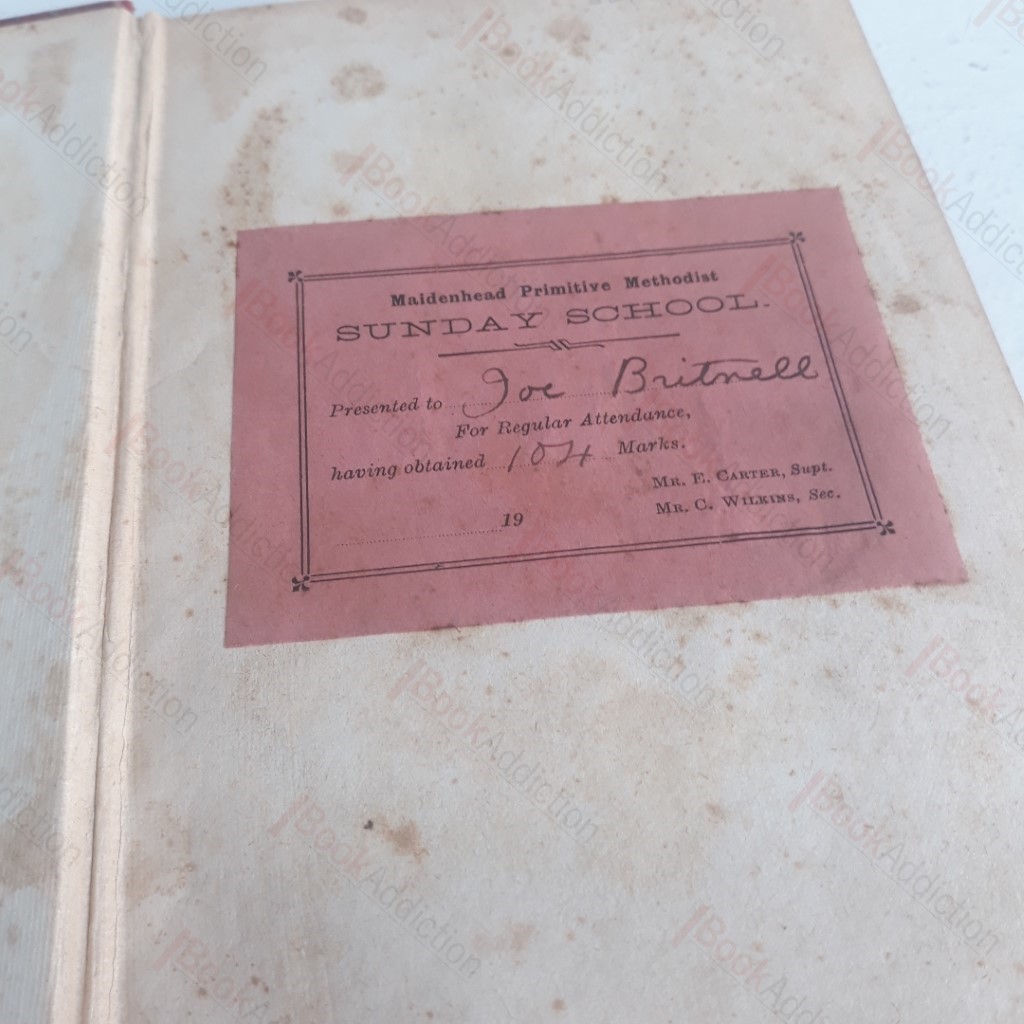 Maidenhead Primitive Methodist
SUNDAY SCHOOL.
Presented to Joe Britnell
For Regular Attendance,
having obtained 104 Marks.
MR. E. CARTER, Supt.
MR. C. WILKINS, Sec.
19
BookAddiction